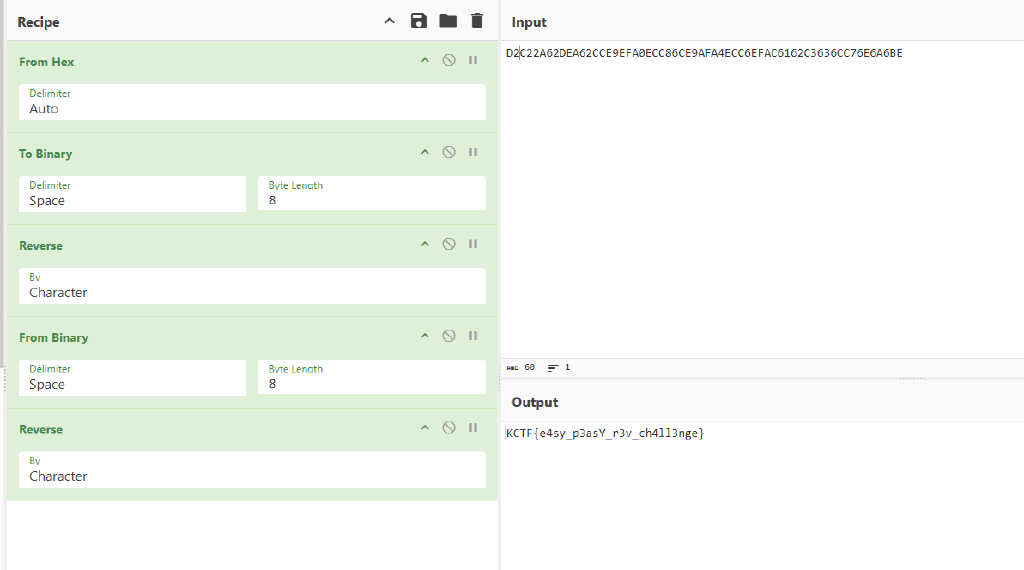 Recipe
From Hex
Delimiter
Auto
To Binary
Delimiter
Space
Byte Length
8
Reverse
By
Character
From Binary
Delimiter
Space
Byte Length
8
Reverse
By
Character
Input
D2C22A62DEA62CCE9EFA0ECC86CE9AFA4ECC6EFAC6162C3636CC76E6A6BE
ABC 60 1
Output
KCTF{e4sy_p3asY_r3v_ch4ll3nge}